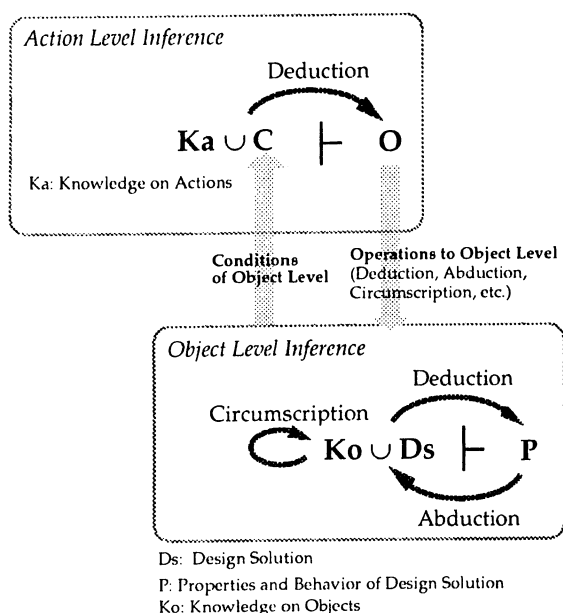 Action Level Inference
Deduction
Ka ∪ C ⊢ O
Ka: Knowledge on Actions
Conditions
of Object Level
Operations to Object Level
(Deduction, Abduction,
Circumscription, etc.)
Object Level Inference
Deduction
Circumscription
Ko ∪ Ds ⊢ P
Abduction
Ds: Design Solution
P: Properties and Behavior of Design Solution
Ko: Knowledge on Objects